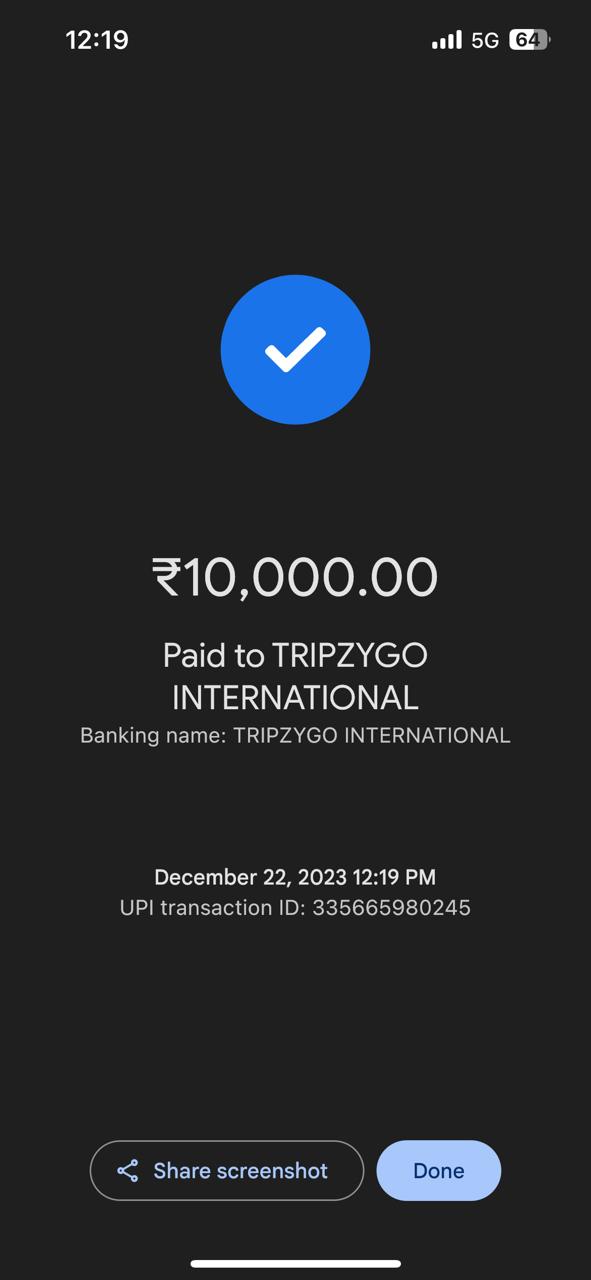 12:19
5G
64
₹10,000.00
Paid to TRIPZYGO
INTERNATIONAL
Banking name: TRIPZYGO INTERNATIONAL
December 22, 2023 12:19 PM
UPI transaction ID: 335665980245
Share screenshot
Done